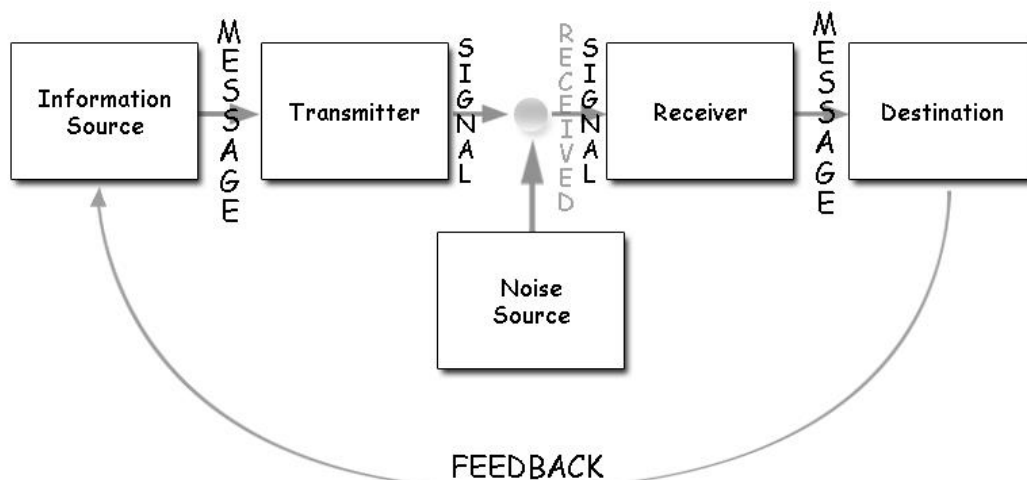 Information
Source
MESSAGE
Transmitter
SIGNAL
RECEIVED
SIGNAL
Receiver
MESSAGE
Destination
Noise
Source
FEEDBACK